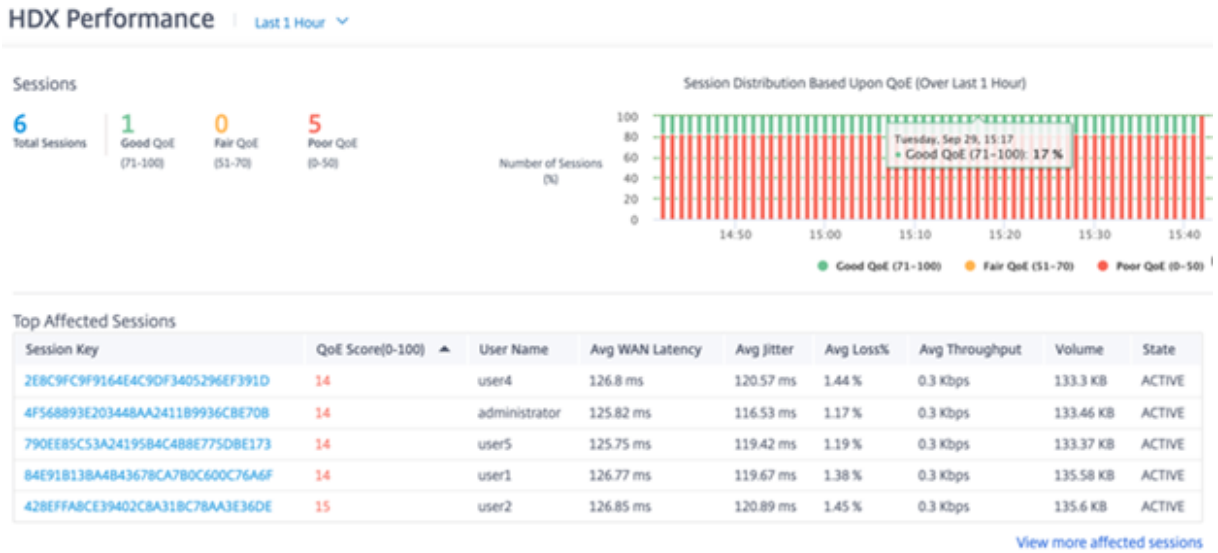 HDX Performance Last 1 Hour
Sessions
6 1 0 5
Total Sessions Good QoE Fair QoE Poor QoE
(71-100) (51-70) (0-50)
Session Distribution Based Upon QoE (Over Last 1 Hour)
Number of Sessions
(%)
100
80
60
40
20
0
Tuesday, Sep 29, 15:17
Good QoE (71-100): 17 %
14:50 15:00 15:10 15:20 15:30 15:40
Good QoE (71-100) Fair QoE (51-70) Poor QoE (0-50)
Top Affected Sessions
Session Key QoE Score(0-100) User Name Avg WAN Latency Avg Jitter Avg Loss% Avg Throughput Volume State
2E8C9FC9F9164E4C9DF3405296EF391D 14 user4 126.8 ms 120.57 ms 1.44 % 0.3 Kbps 133.3 KB ACTIVE
4F568893E203448AA2411B9936CBE70B 14 administrator 125.82 ms 116.53 ms 1.17 % 0.3 Kbps 133.46 KB ACTIVE
790EE85C53A24195B4C4B8E775DBE173 14 user5 125.75 ms 119.42 ms 1.19 % 0.3 Kbps 133.37 KB ACTIVE
84E91B13BA4B43678CA7B0C600C76A6F 14 user1 126.77 ms 119.67 ms 1.38 % 0.3 Kbps 135.58 KB ACTIVE
428EFFA8CE39402C8A31BC78AA3E36DE 15 user2 126.85 ms 120.89 ms 1.45 % 0.3 Kbps 135.6 KB ACTIVE
View more affected sessions